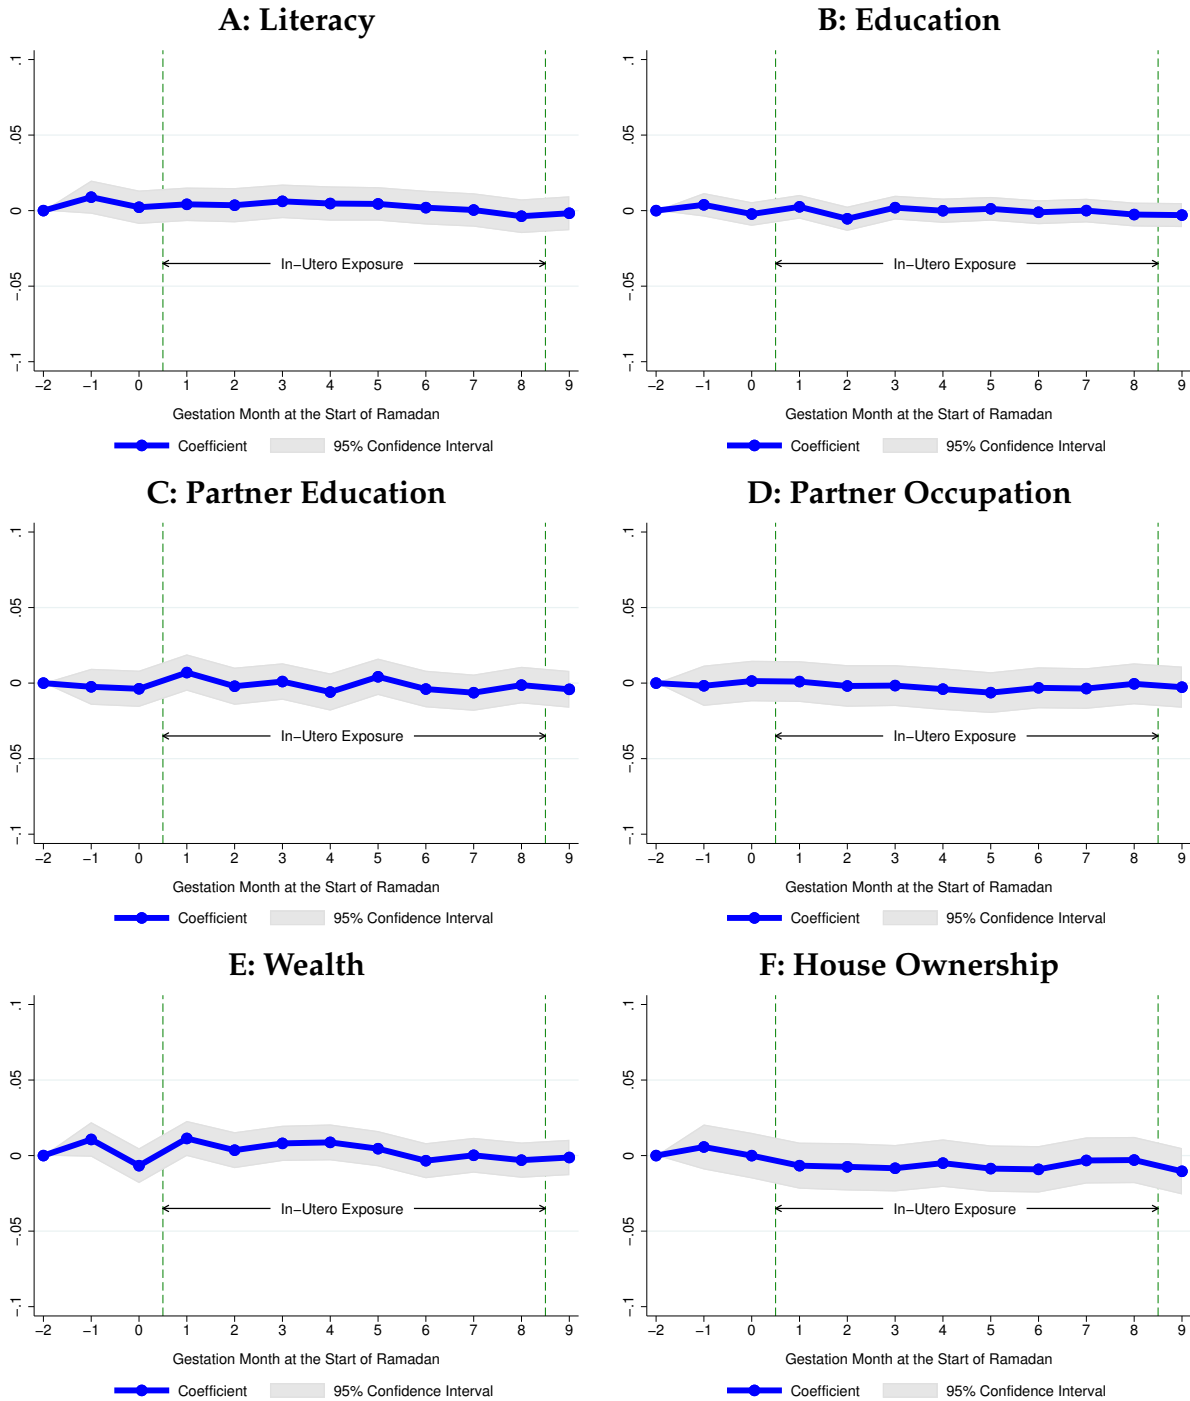 A: Literacy
.1
.05
0
−.05
−.1
In−Utero Exposure
−2 −1 0 1 2 3 4 5 6 7 8 9
Gestation Month at the Start of Ramadan
Coefficient 95% Confidence Interval
B: Education
.1
.05
0
−.05
−.1
In−Utero Exposure
−2 −1 0 1 2 3 4 5 6 7 8 9
Gestation Month at the Start of Ramadan
Coefficient 95% Confidence Interval
C: Partner Education
.1
.05
0
−.05
−.1
In−Utero Exposure
−2 −1 0 1 2 3 4 5 6 7 8 9
Gestation Month at the Start of Ramadan
Coefficient 95% Confidence Interval
D: Partner Occupation
.1
.05
0
−.05
−.1
In−Utero Exposure
−2 −1 0 1 2 3 4 5 6 7 8 9
Gestation Month at the Start of Ramadan
Coefficient 95% Confidence Interval
E: Wealth
.1
.05
0
−.05
−.1
In−Utero Exposure
−2 −1 0 1 2 3 4 5 6 7 8 9
Gestation Month at the Start of Ramadan
Coefficient 95% Confidence Interval
F: House Ownership
.1
.05
0
−.05
−.1
In−Utero Exposure
−2 −1 0 1 2 3 4 5 6 7 8 9
Gestation Month at the Start of Ramadan
Coefficient 95% Confidence Interval